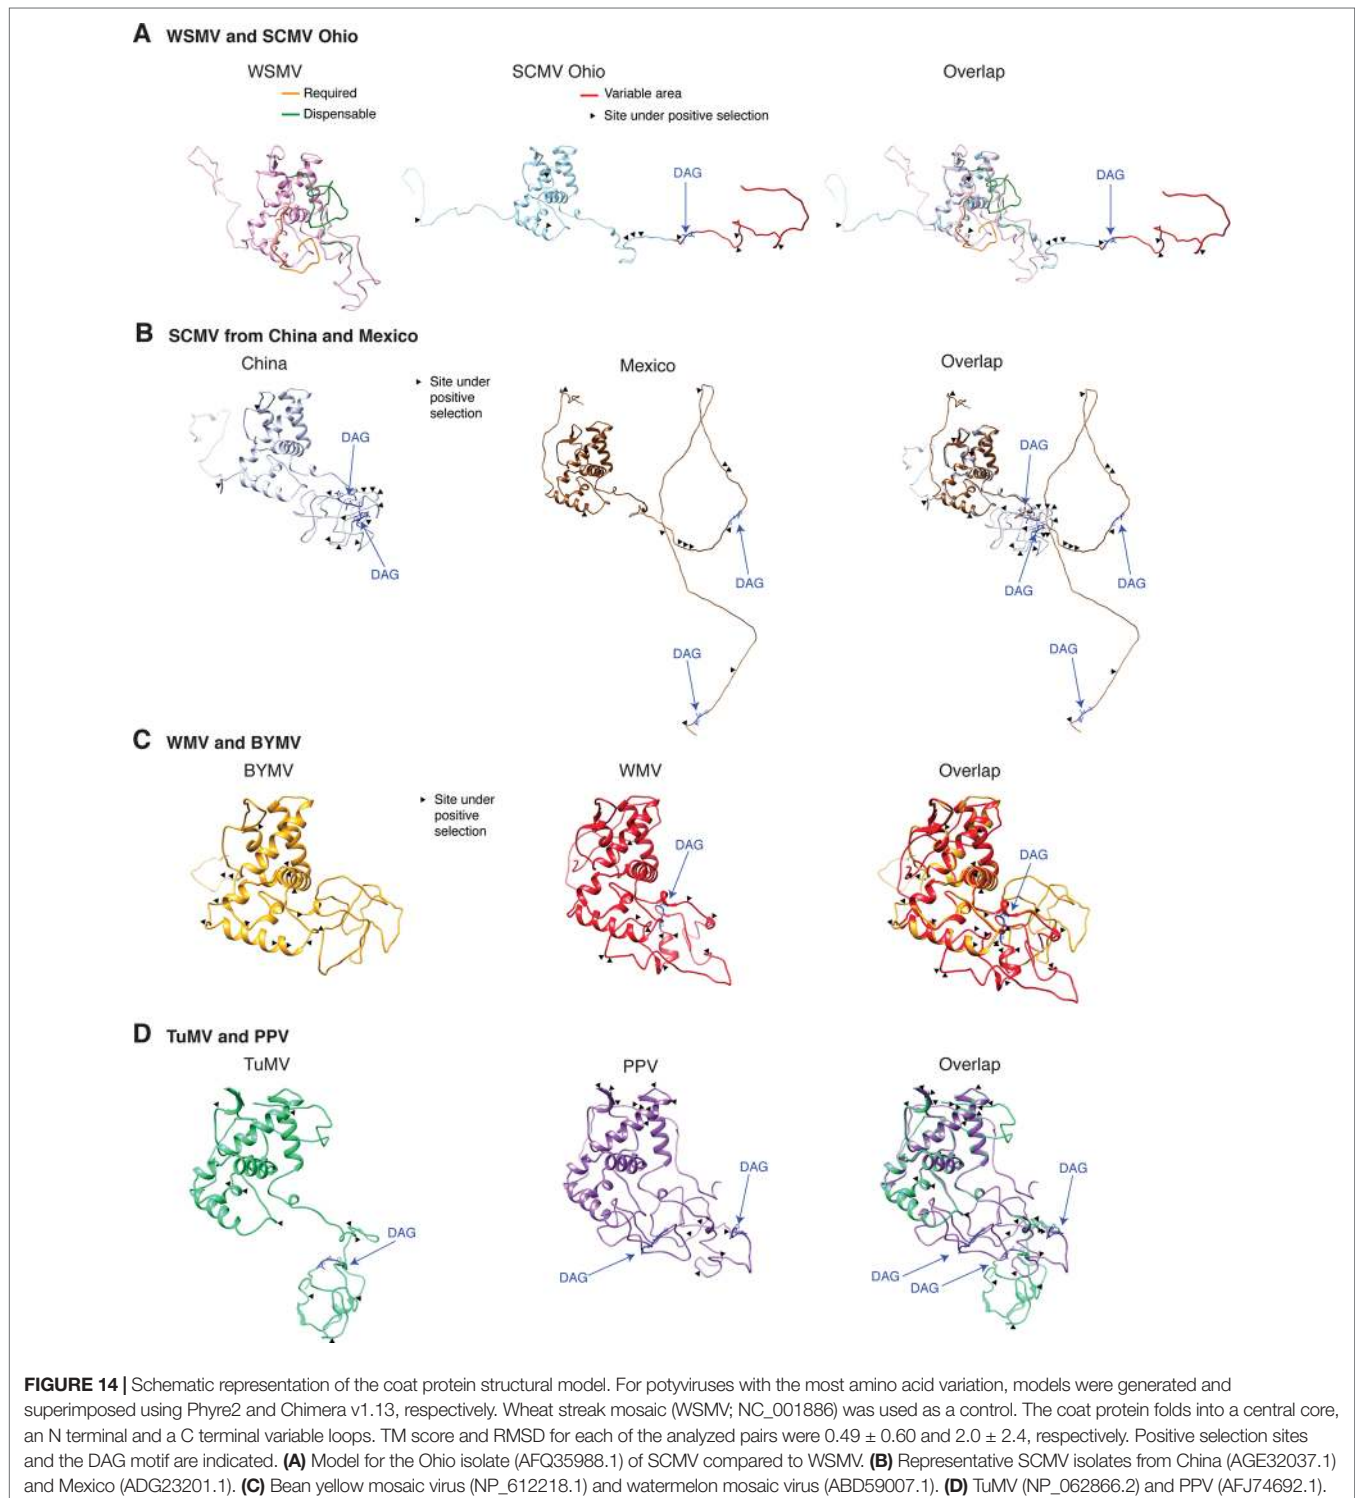 A WSMV and SCMV Ohio
WSMV
SCMV Ohio
Overlap
Required
Dispensable
Variable area
Site under positive selection
DAG
DAG
B SCMV from China and Mexico
China
Mexico
Overlap
Site under
positive
selection
DAG
DAG
DAG
DAG
DAG
DAG
DAG
DAG
C WMV and BYMV
BYMV
WMV
Overlap
Site under
positive
selection
DAG
DAG
D TuMV and PPV
TuMV
PPV
Overlap
DAG
DAG
DAG
DAG
DAG
DAG
FIGURE 14 | Schematic representation of the coat protein structural model. For potyviruses with the most amino acid variation, models were generated and
superimposed using Phyre2 and Chimera v1.13, respectively. Wheat streak mosaic (WSMV; NC_001886) was used as a control. The coat protein folds into a central core,
an N terminal and a C terminal variable loops. TM score and RMSD for each of the analyzed pairs were 0.49 ± 0.60 and 2.0 ± 2.4, respectively. Positive selection sites
and the DAG motif are indicated. (A) Model for the Ohio isolate (AFQ35988.1) of SCMV compared to WSMV. (B) Representative SCMV isolates from China (AGE32037.1)
and Mexico (ADG23201.1). (C) Bean yellow mosaic virus (NP_612218.1) and watermelon mosaic virus (ABD59007.1). (D) TuMV (NP_062866.2) and PPV (AFJ74692.1).